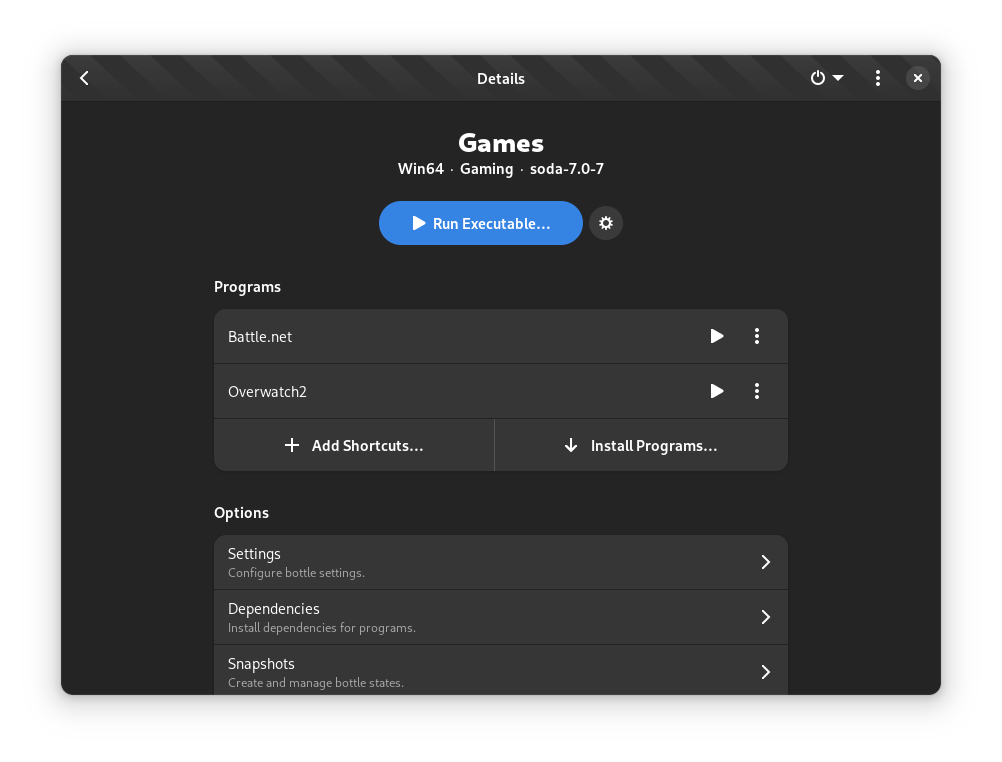 Details
Games
Win64 · Gaming · soda-7.0-7
Run Executable…
Programs
Battle.net
Overwatch2
Add Shortcuts…
Install Programs…
Options
Settings
Configure bottle settings.
Dependencies
Install dependencies for programs.
Snapshots
Create and manage bottle states.